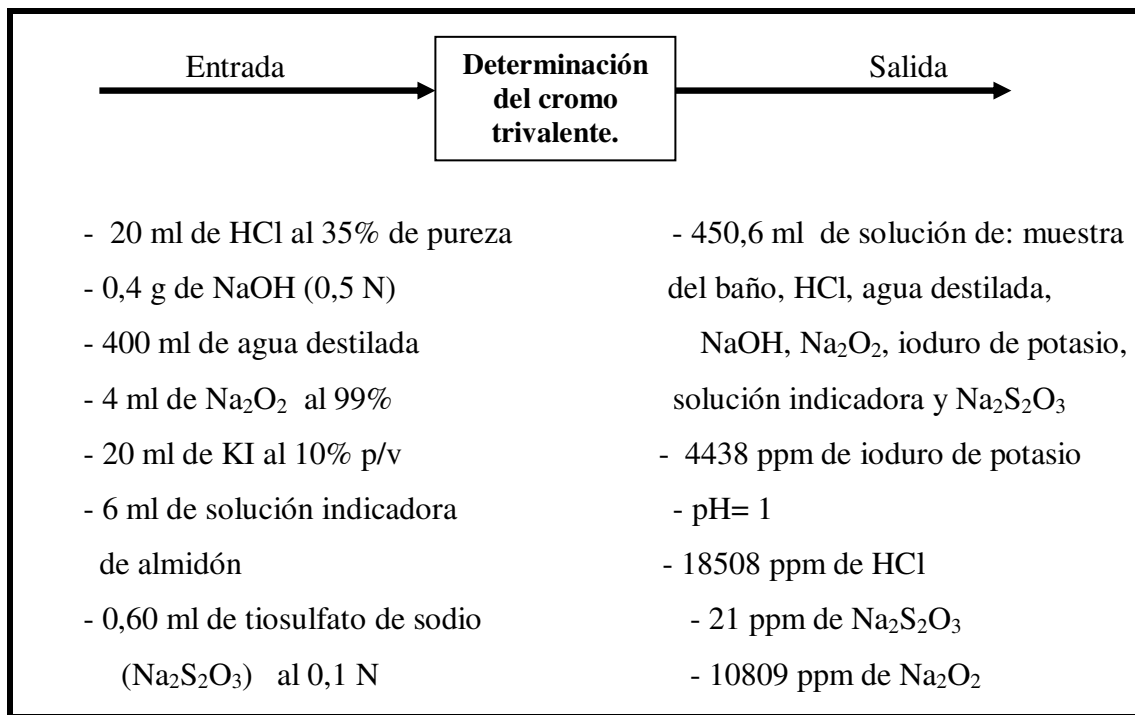 Entrada
Determinación
del cromo
trivalente.
Salida
- 20 ml de HCl al 35% de pureza
- 0,4 g de NaOH (0,5 N)
- 400 ml de agua destilada
- 4 ml de Na₂O₂ al 99%
- 20 ml de KI al 10% p/v
- 6 ml de solución indicadora
de almidón
- 0,60 ml de tiosulfato de sodio
(Na₂S₂O₃) al 0,1 N
- 450,6 ml de solución de: muestra
del baño, HCl, agua destilada,
NaOH, Na₂O₂, ioduro de potasio,
solución indicadora y Na₂S₂O₃
- 4438 ppm de ioduro de potasio
- pH= 1
- 18508 ppm de HCl
- 21 ppm de Na₂S₂O₃
- 10809 ppm de Na₂O₂